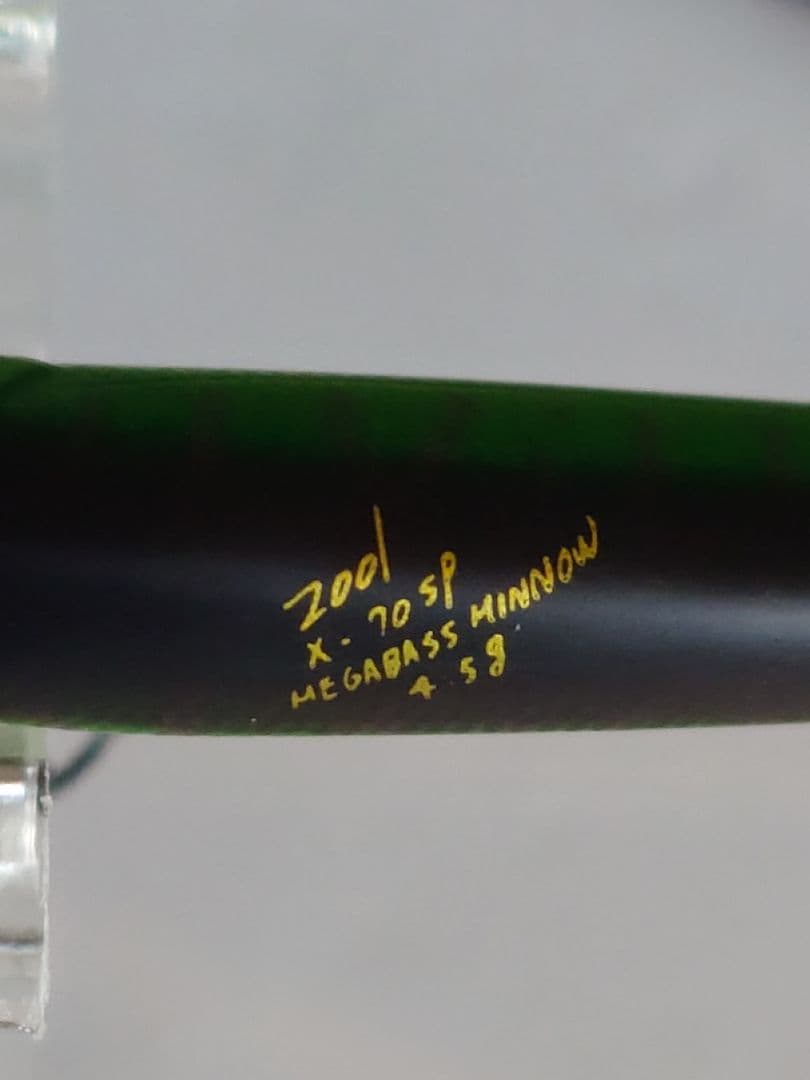 2001
X-70SP
MEGABASS MINNOW
4.5g